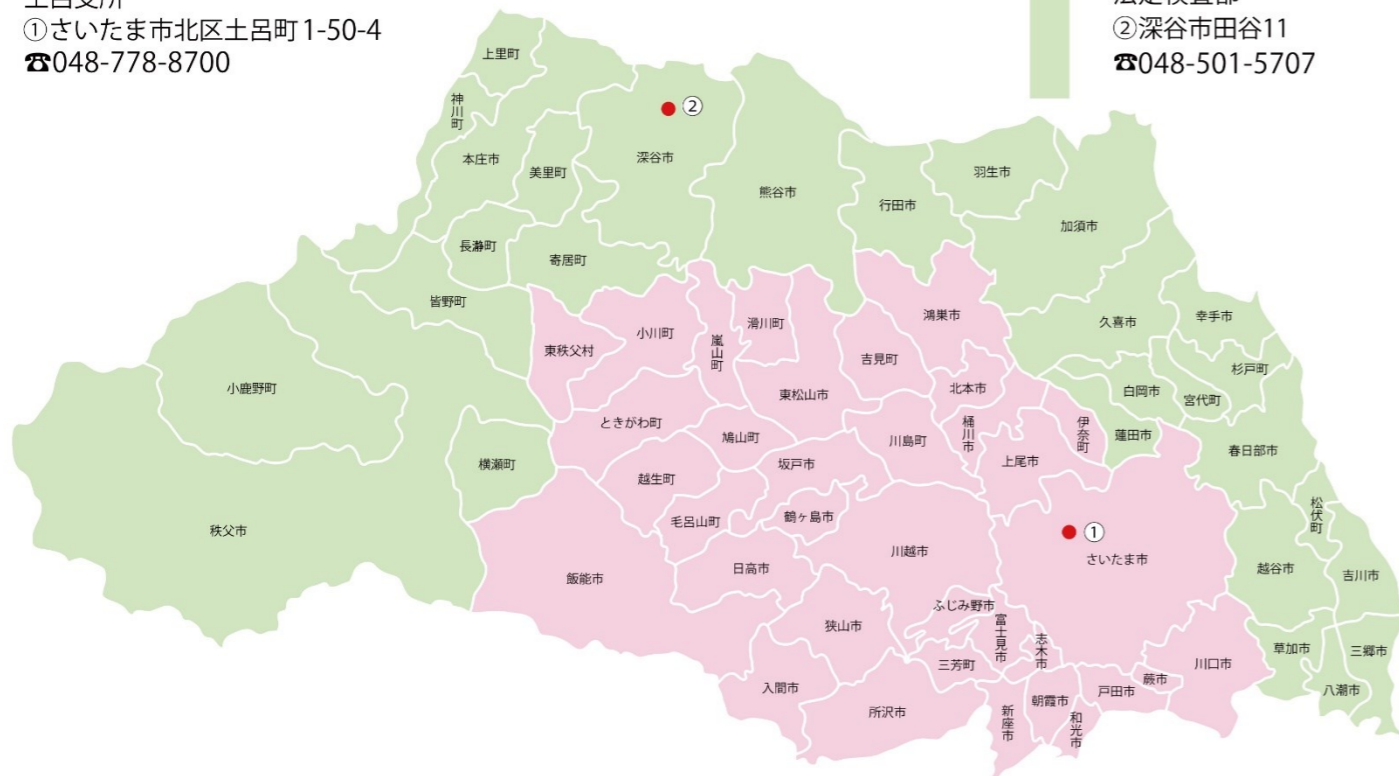 土呂支所
①さいたま市北区土呂町1-50-4
☎048-778-8700
法定検査部
②深谷市田谷11
☎048-501-5707
上里町
神川町
本庄市
美里町
深谷市
②
熊谷市
行田市
羽生市
加須市
長瀞町
寄居町
皆野町
小鹿野町
秩父市
横瀬町
東秩父村
小川町
嵐山町
滑川町
吉見町
鴻巣市
久喜市
幸手市
杉戸町
宮代町
白岡市
蓮田市
春日部市
ときがわ町
鳩山町
東松山市
川島町
北本市
桶川市
伊奈町
上尾市
越生町
坂戸市
毛呂山町
鶴ヶ島市
川越市
①
さいたま市
松伏町
越谷市
吉川市
飯能市
日高市
狭山市
ふじみ野市
富士見市
志木市
三芳町
入間市
所沢市
新座市
朝霞市
和光市
戸田市
蕨市
川口市
草加市
八潮市
三郷市